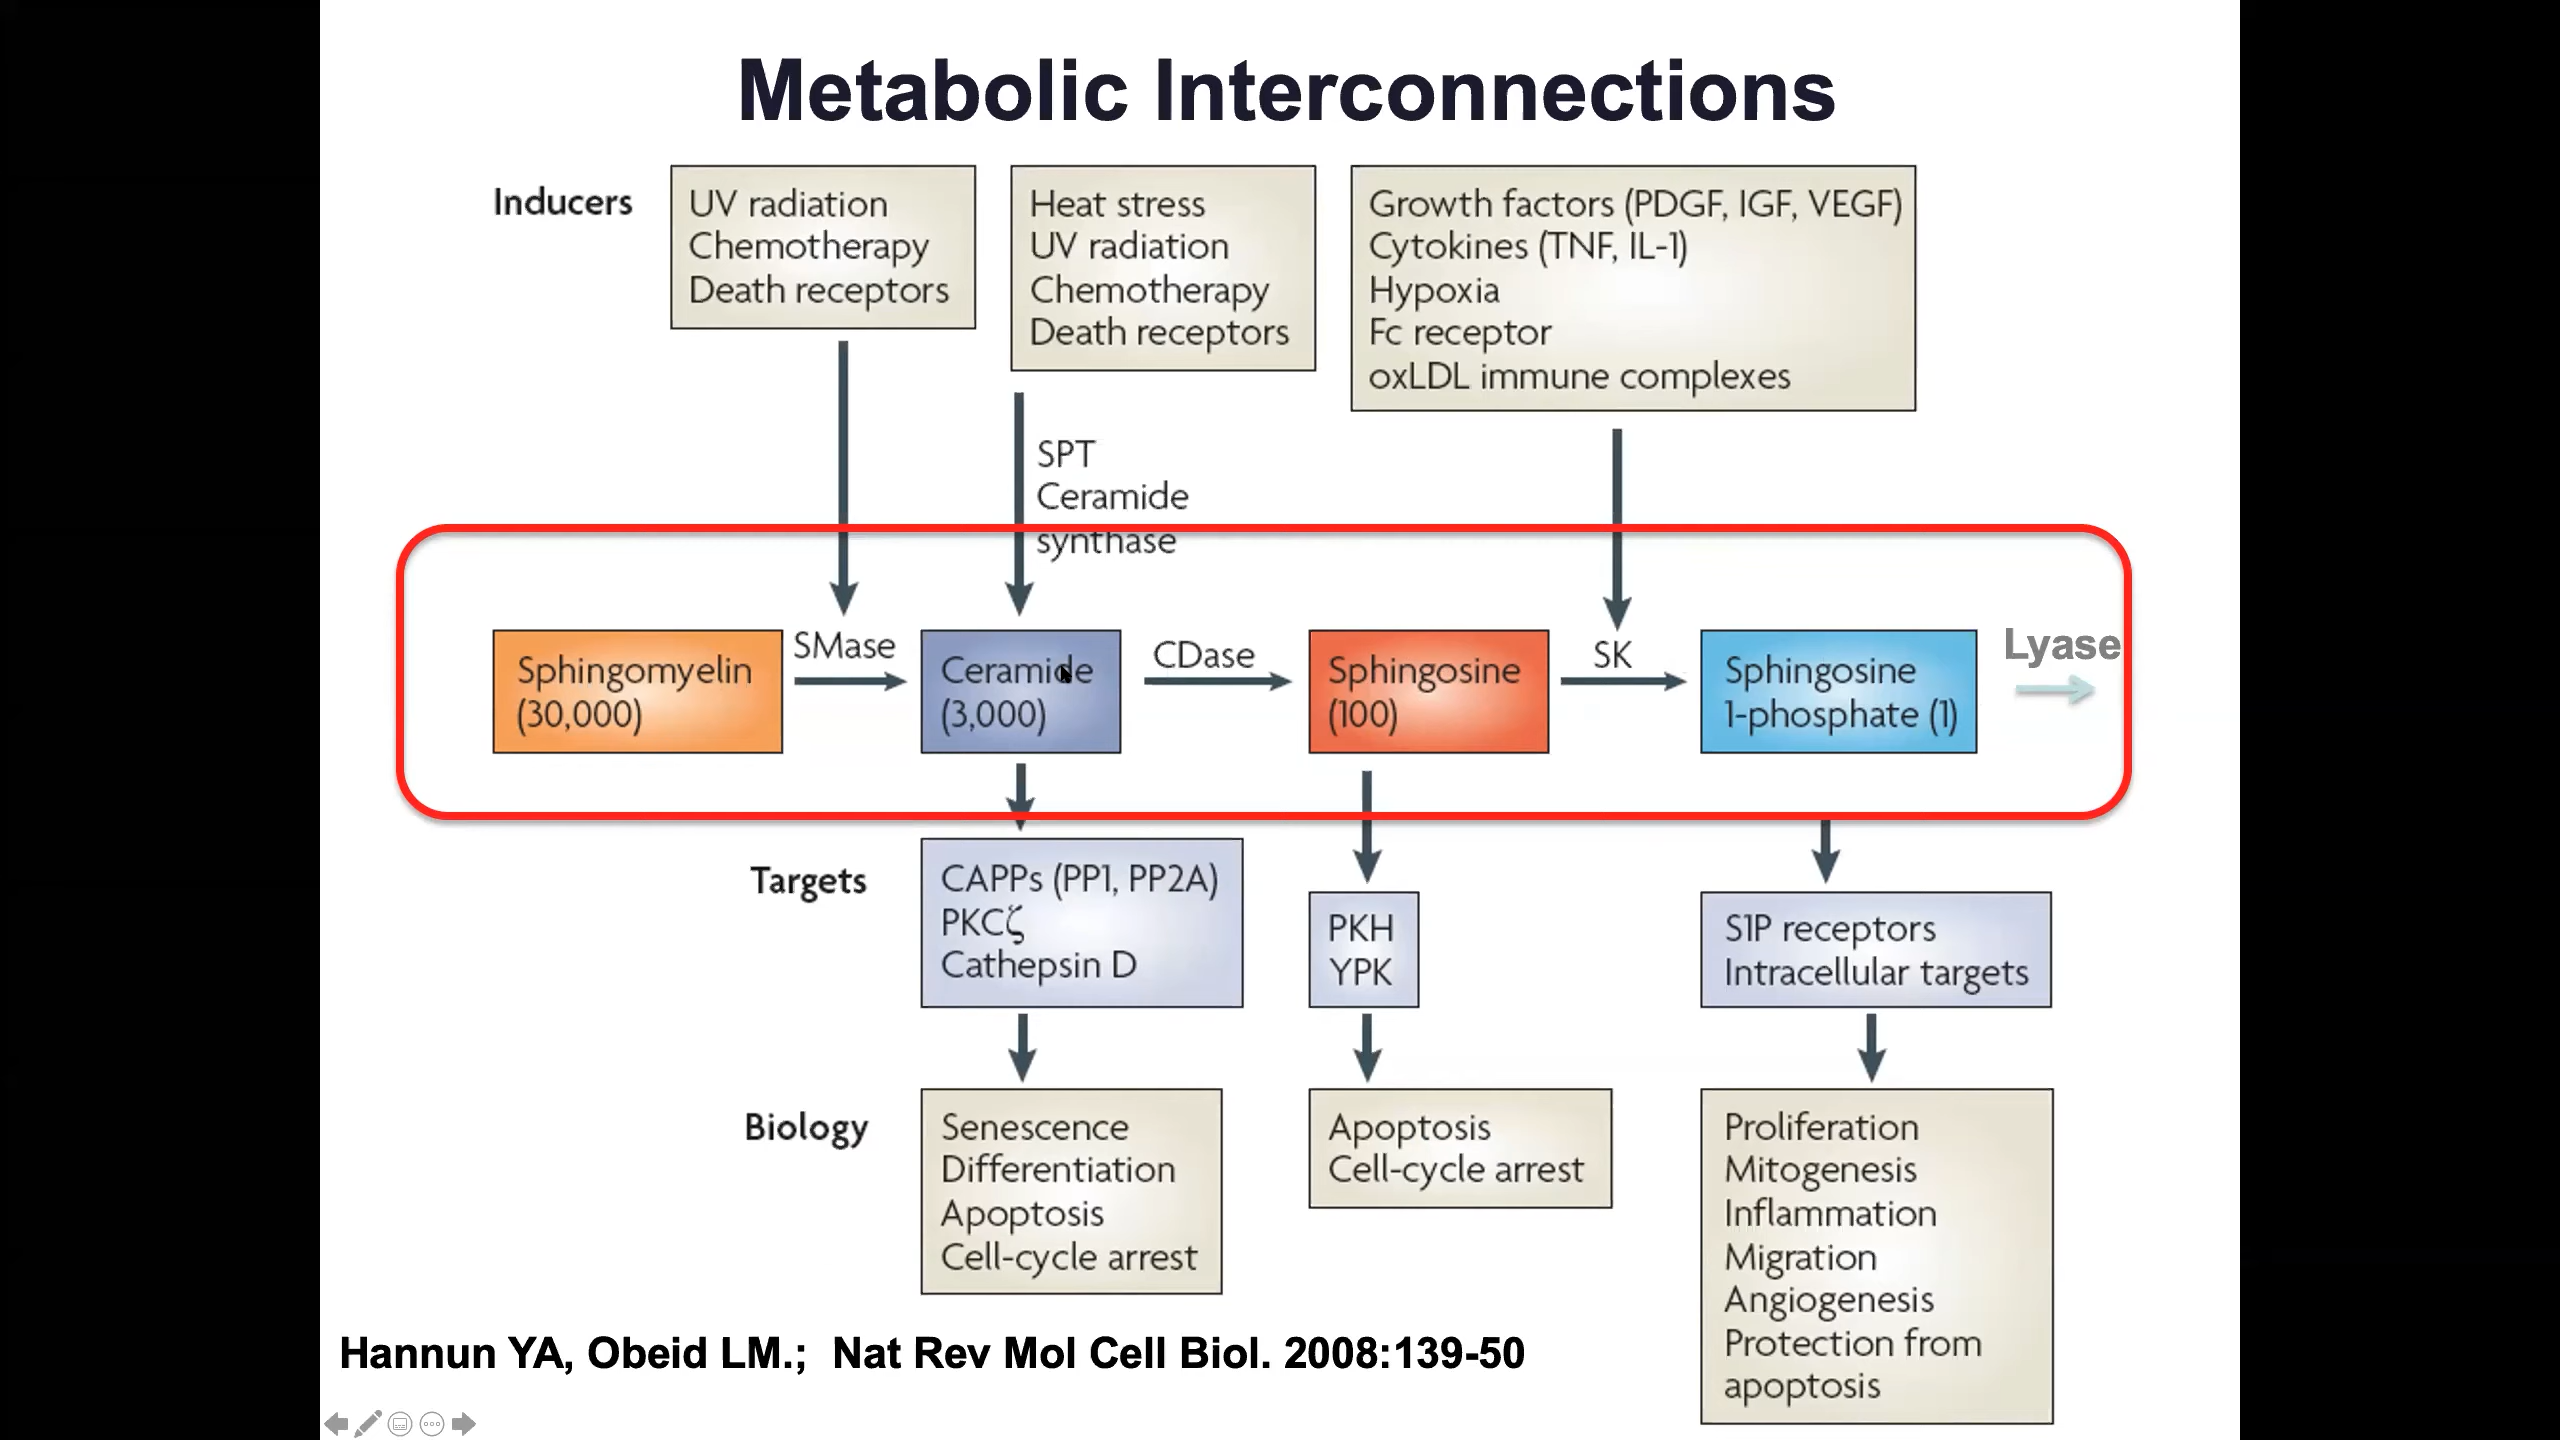 Metabolic Interconnections
Inducers
UV radiation
Chemotherapy
Death receptors
Heat stress
UV radiation
Chemotherapy
Death receptors
Growth factors (PDGF, IGF, VEGF)
Cytokines (TNF, IL-1)
Hypoxia
Fc receptor
oxLDL immune complexes
SPT
Ceramide
synthase
Sphingomyelin
(30,000)
SMase
Ceramide
(3,000)
CDase
Sphingosine
(100)
SK
Sphingosine
1-phosphate (1)
Lyase
Targets
CAPPs (PP1, PP2A)
PKCζ
Cathepsin D
PKH
YPK
S1P receptors
Intracellular targets
Biology
Senescence
Differentiation
Apoptosis
Cell-cycle arrest
Apoptosis
Cell-cycle arrest
Proliferation
Mitogenesis
Inflammation
Migration
Angiogenesis
Protection from
apoptosis
Hannun YA, Obeid LM.; Nat Rev Mol Cell Biol. 2008:139-50